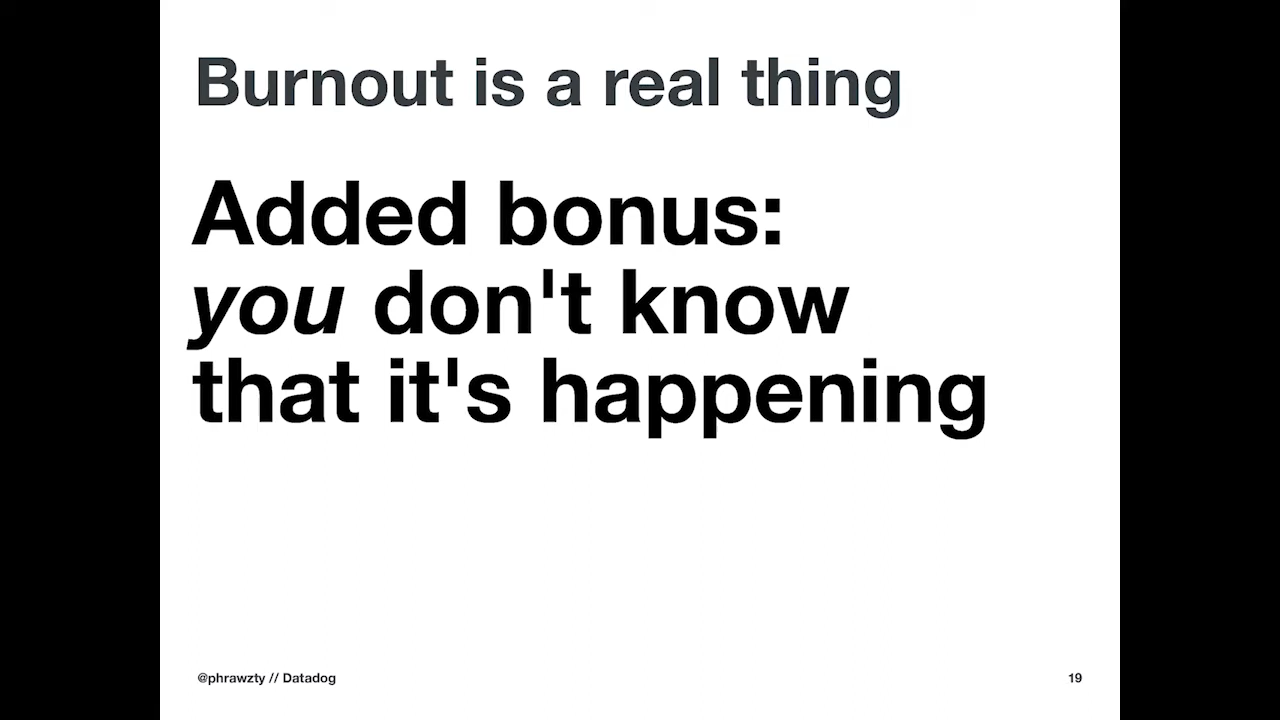 Burnout is a real thing
Added bonus:
you don't know
that it's happening
@phrawzty // Datadog
19